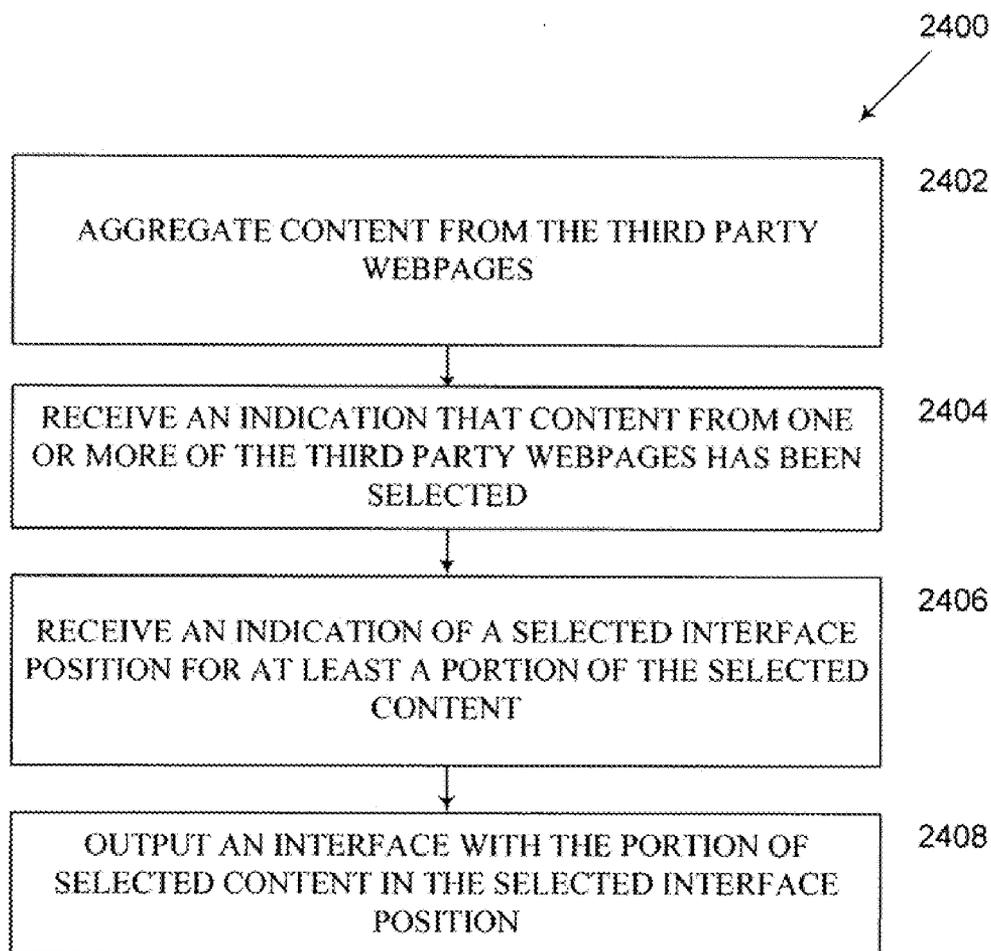 2400
2402
AGGREGATE CONTENT FROM THE THIRD PARTY
WEBPAGES
2404
RECEIVE AN INDICATION THAT CONTENT FROM ONE
OR MORE OF THE THIRD PARTY WEBPAGES HAS BEEN
SELECTED
2406
RECEIVE AN INDICATION OF A SELECTED INTERFACE
POSITION FOR AT LEAST A PORTION OF THE SELECTED
CONTENT
2408
OUTPUT AN INTERFACE WITH THE PORTION OF
SELECTED CONTENT IN THE SELECTED INTERFACE
POSITION